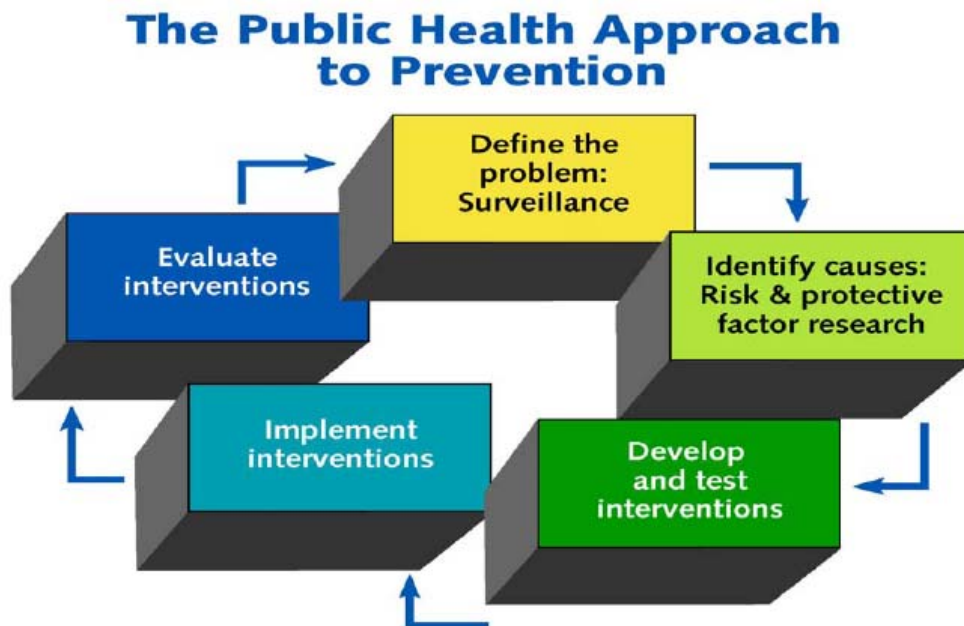 The Public Health Approach
to Prevention
Define the
problem:
Surveillance
Identify causes:
Risk & protective
factor research
Develop
and test
interventions
Implement
interventions
Evaluate
interventions